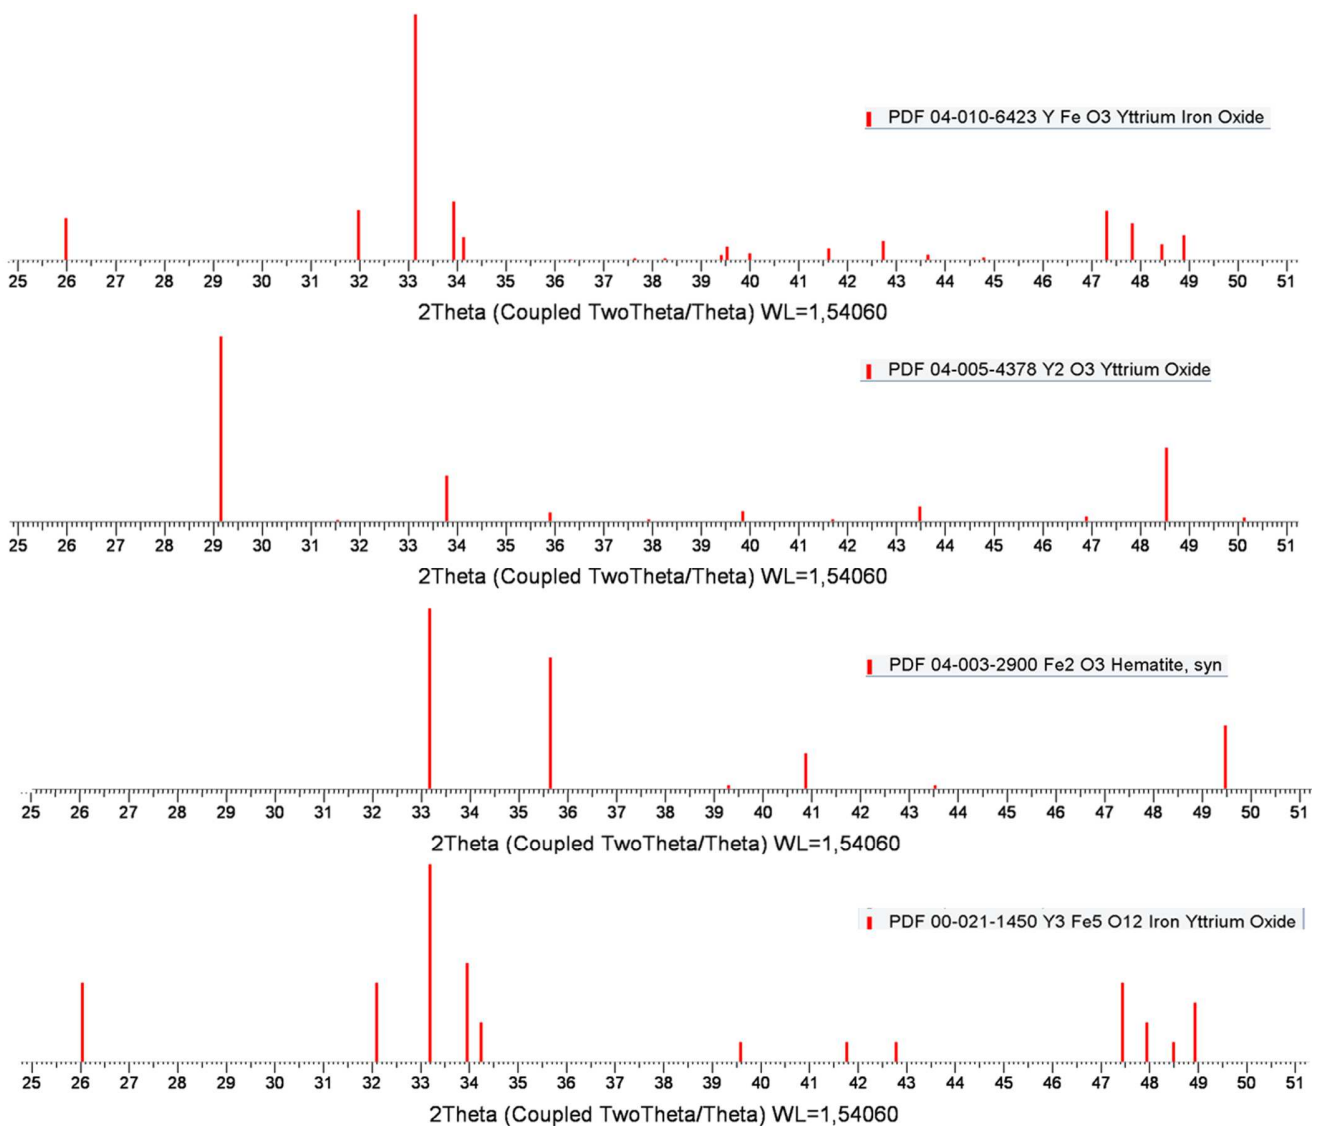 PDF 04-010-6423 Y Fe O3 Yttrium Iron Oxide
25 26 27 28 29 30 31 32 33 34 35 36 37 38 39 40 41 42 43 44 45 46 47 48 49 50 51
2Theta (Coupled TwoTheta/Theta) WL=1,54060
PDF 04-005-4378 Y2 O3 Yttrium Oxide
25 26 27 28 29 30 31 32 33 34 35 36 37 38 39 40 41 42 43 44 45 46 47 48 49 50 51
2Theta (Coupled TwoTheta/Theta) WL=1,54060
PDF 04-003-2900 Fe2 O3 Hematite, syn
25 26 27 28 29 30 31 32 33 34 35 36 37 38 39 40 41 42 43 44 45 46 47 48 49 50 51
2Theta (Coupled TwoTheta/Theta) WL=1,54060
PDF 00-021-1450 Y3 Fe5 O12 Iron Yttrium Oxide
25 26 27 28 29 30 31 32 33 34 35 36 37 38 39 40 41 42 43 44 45 46 47 48 49 50 51
2Theta (Coupled TwoTheta/Theta) WL=1,54060